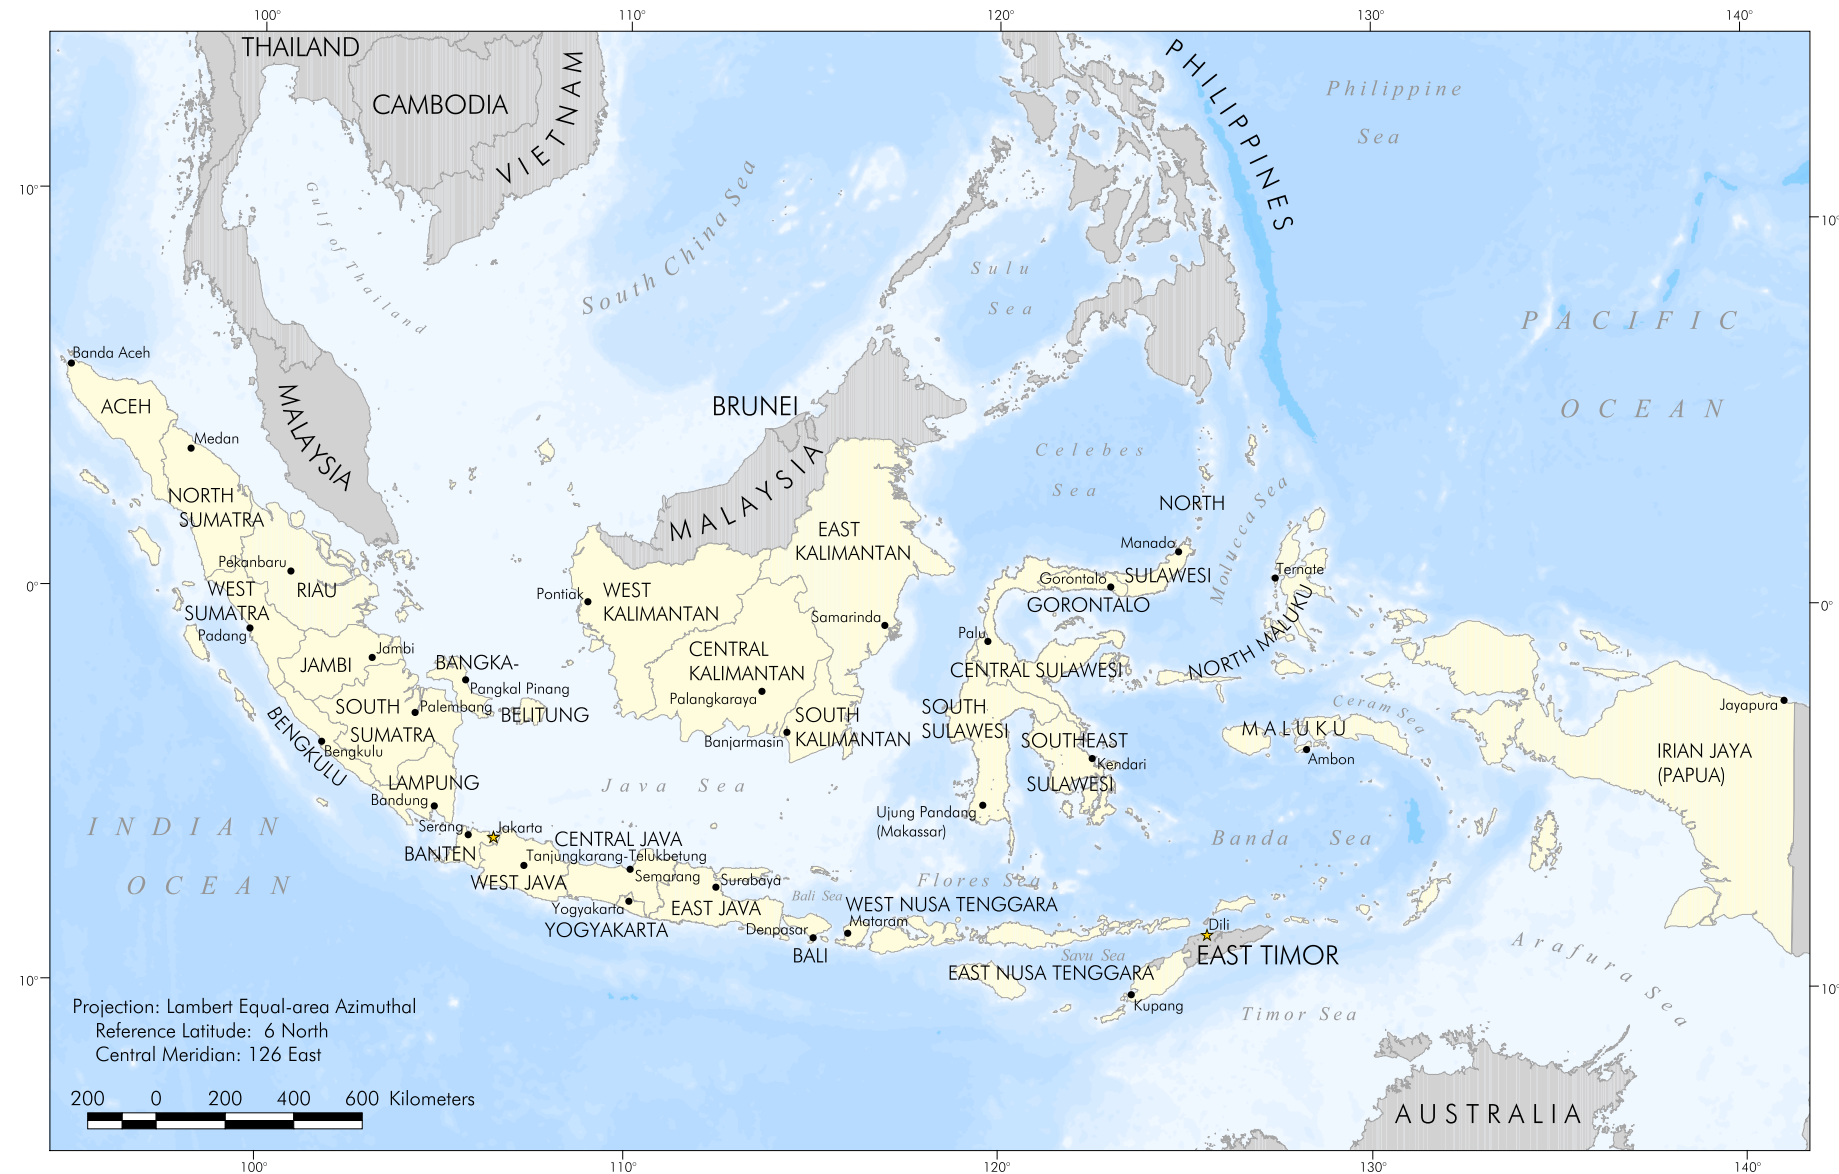 100°
110°
120°
130°
140°
THAILAND
CAMBODIA
VIETNAM
PHILIPPINES
Philippine
Sea
10°
10°
Gulf of Thailand
South China Sea
Sulu
Sea
PACIFIC
OCEAN
Banda Aceh
ACEH
MALAYSIA
BRUNEI
MALAYSIA
Medan
Celebes
Sea
NORTH
SUMATRA
NORTH
SULAWESI
Molucca Sea
EAST
KALIMANTAN
Manado
Pekanbaru
RIAU
Gorontalo
GORONTALO
Ternate
NORTH MALUKU
0°
0°
WEST
SUMATRA
Padang
Pontiak
WEST
KALIMANTAN
Samarinda
Palu
CENTRAL SULAWESI
JAMBI
Jambi
BANGKA-
BELITUNG
Pangkal Pinang
CENTRAL
KALIMANTAN
Palangkaraya
SOUTH
SUMATRA
Palembang
SOUTH
KALIMANTAN
Banjarmasin
SOUTH
SULAWESI
SOUTHEAST
SULAWESI
Kendari
Ceram Sea
MALUKU
Ambon
Jayapura
IRIAN JAYA
(PAPUA)
BENGKULU
Bengkulu
LAMPUNG
Bandung
Java Sea
Ujung Pandang
(Makassar)
INDIAN
OCEAN
Serang
Jakarta
BANTEN
CENTRAL JAVA
Tanjungkarang-Telukbetung
WEST JAVA
Semarang
Surabaya
Yogyakarta
YOGYAKARTA
EAST JAVA
Bali Sea
Flores Sea
Banda Sea
WEST NUSA TENGGARA
Mataram
Denpasar
BALI
Dili
EAST TIMOR
Savu Sea
EAST NUSA TENGGARA
Kupang
Timor Sea
Arafura Sea
10°
10°
AUSTRALIA
Projection: Lambert Equal-area Azimuthal
Reference Latitude: 6 North
Central Meridian: 126 East
200 0 200 400 600 Kilometers
100°
110°
120°
130°
140°